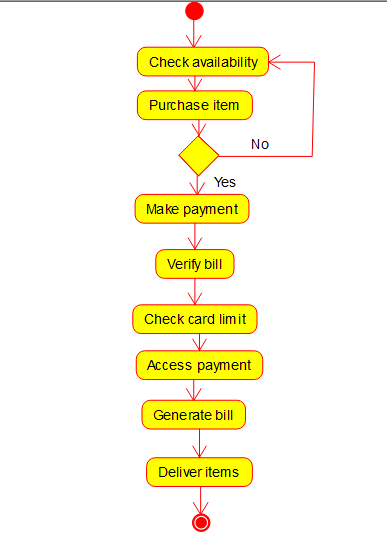 Check availability
Purchase item
No
Yes
Make payment
Verify bill
Check card limit
Access payment
Generate bill
Deliver items